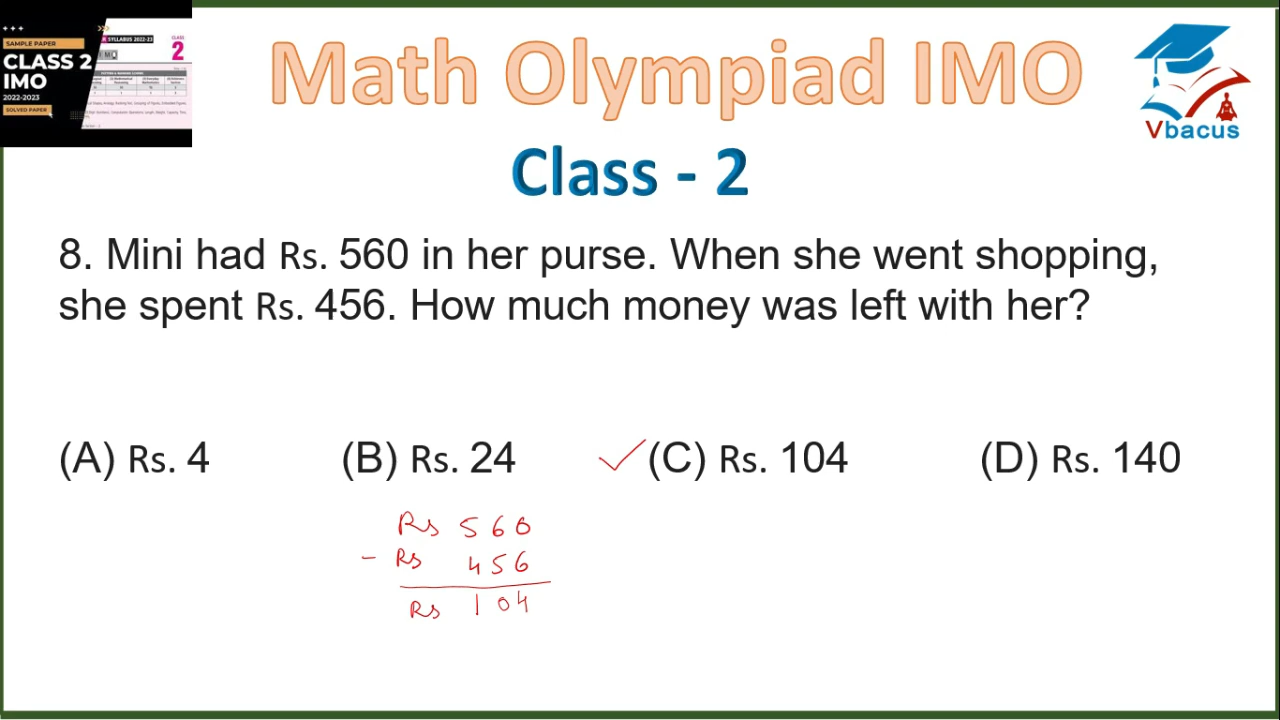 SAMPLE PAPER
CLASS 2
IMO
2022-2023
SOLVED PAPER
SYLLABUS 2022-23
CLASS
2
Math Olympiad IMO
Class - 2
Vbacus
8. Mini had Rs. 560 in her purse. When she went shopping,
she spent Rs. 456. How much money was left with her?
(A) Rs. 4 (B) Rs. 24 (C) Rs. 104 (D) Rs. 140
Rs 560
- Rs 456
Rs 104